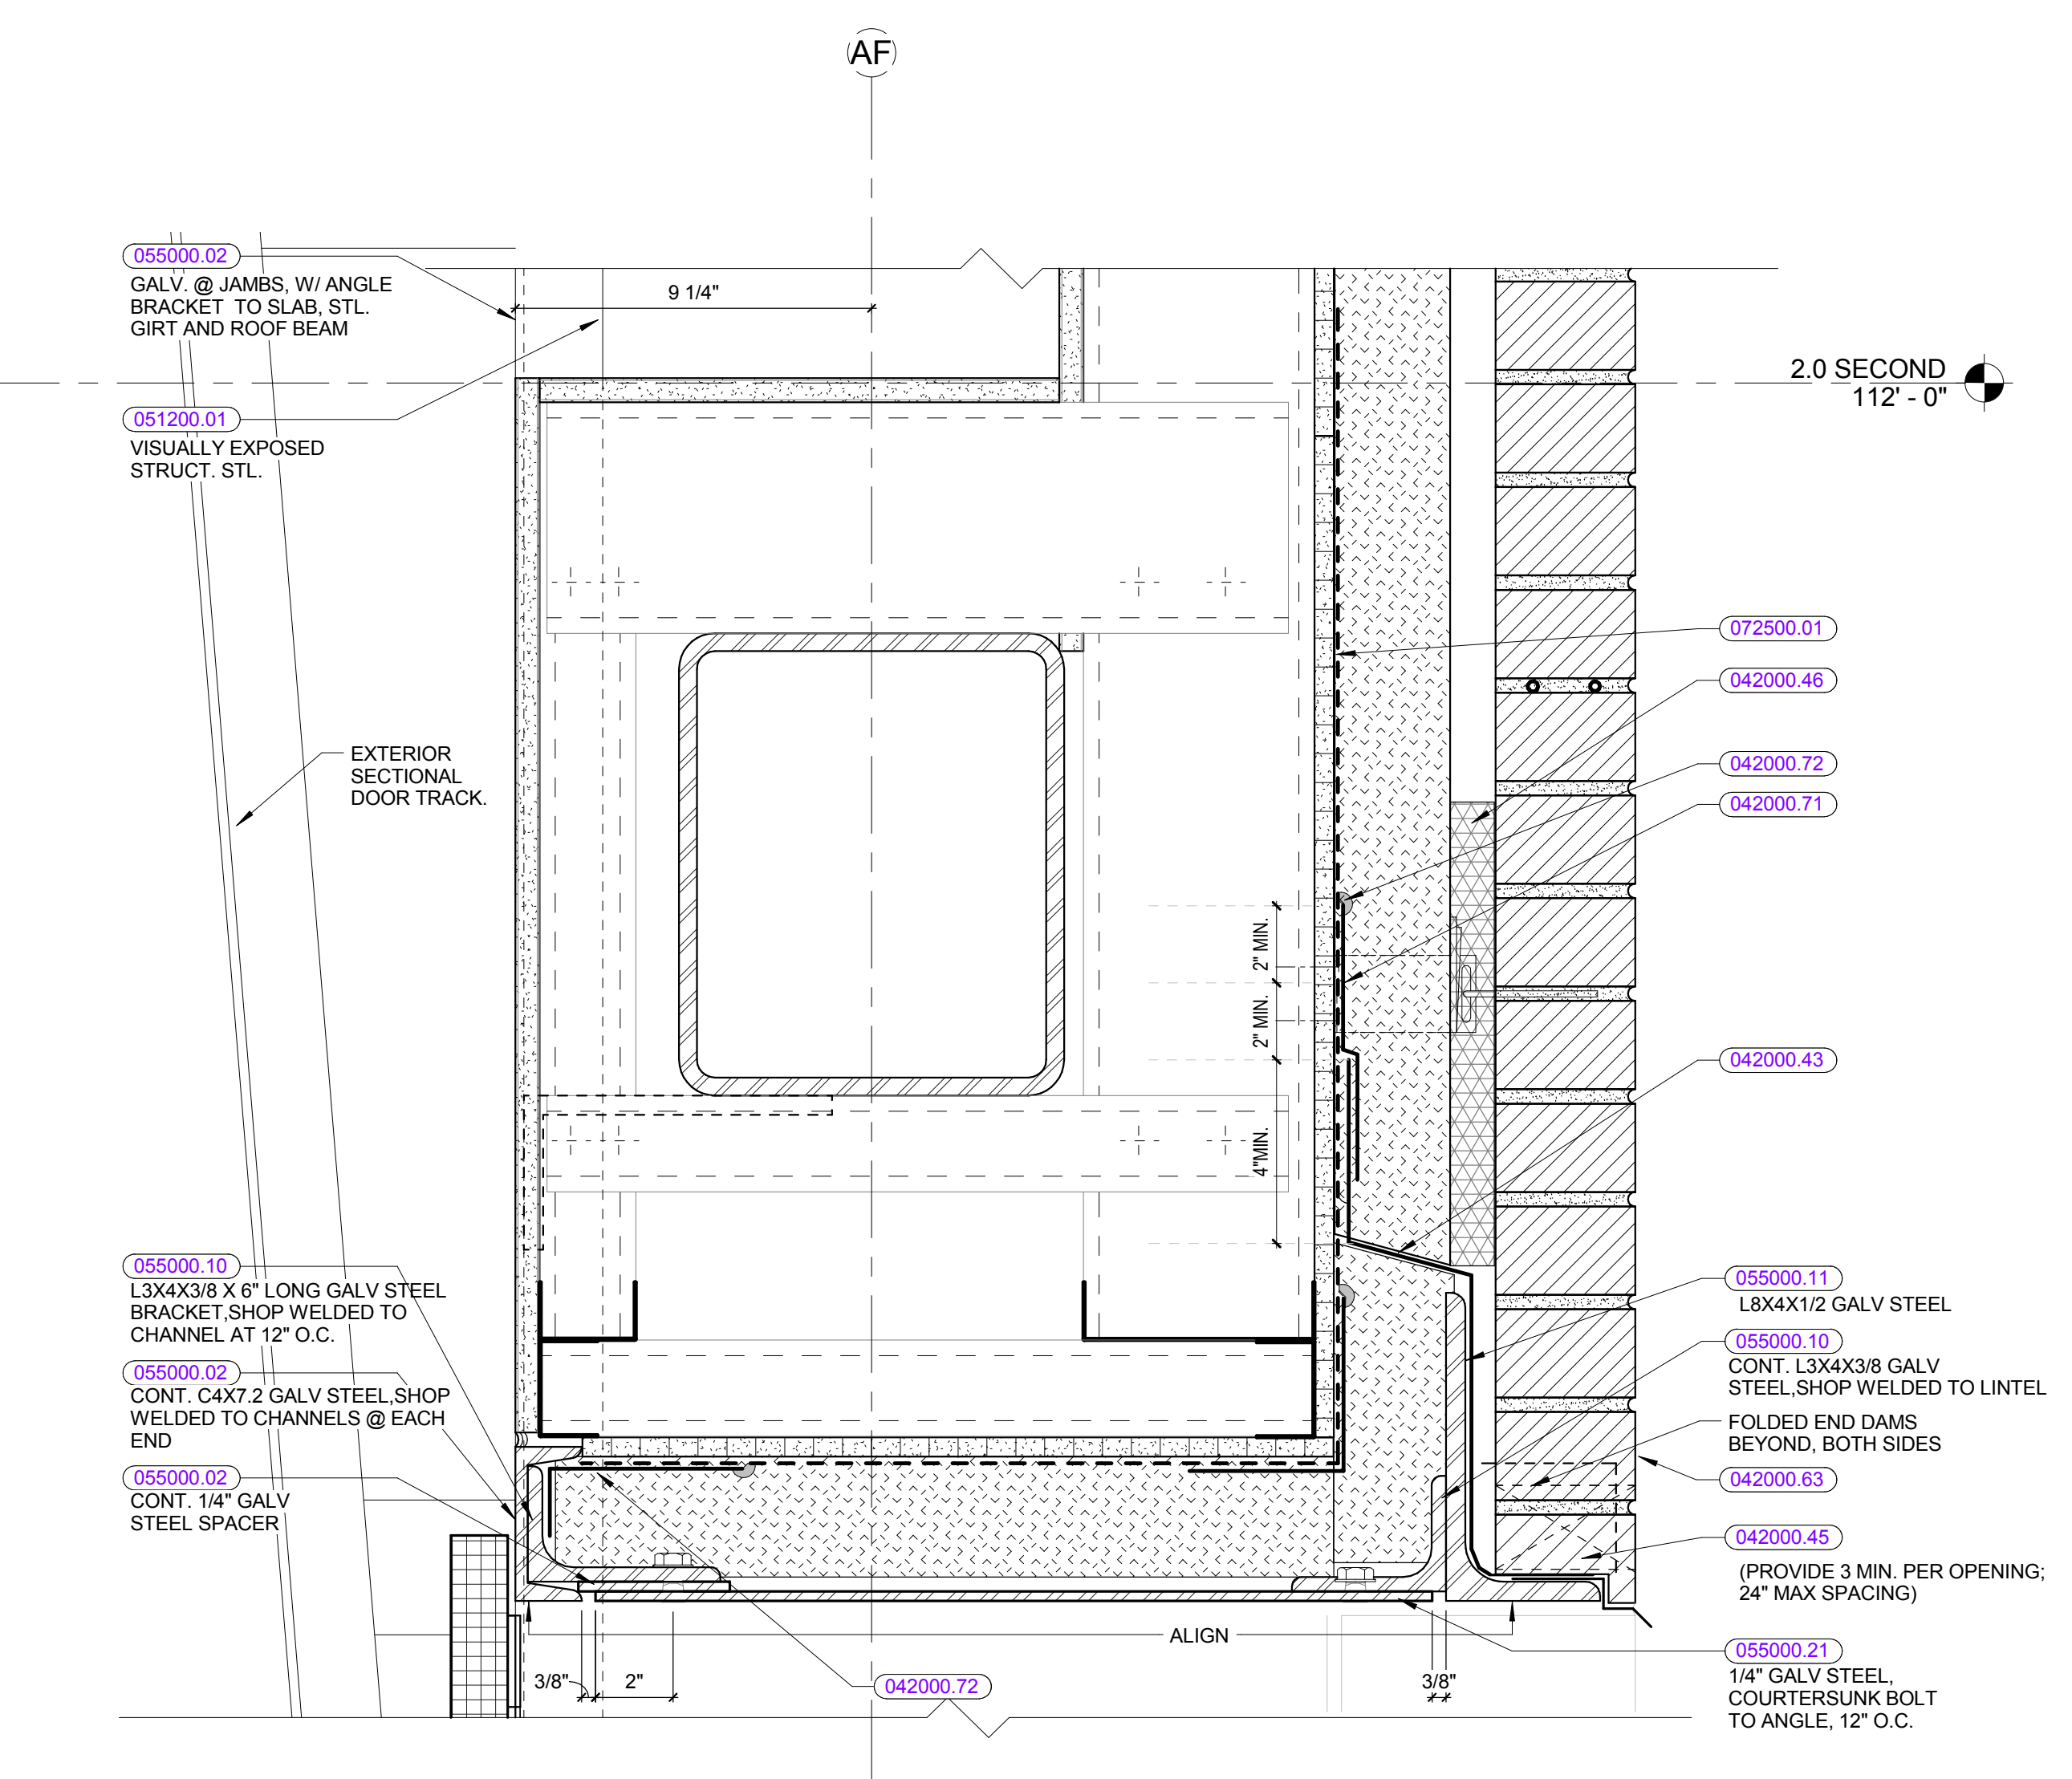 AF
055000.02
GALV. @ JAMBS, W/ ANGLE
BRACKET TO SLAB, STL.
GIRT AND ROOF BEAM
9 1/4"
2.0 SECOND
112' - 0"
051200.01
VISUALLY EXPOSED
STRUCT. STL.
072500.01
042000.46
042000.72
042000.71
EXTERIOR
SECTIONAL
DOOR TRACK.
2" MIN.
2" MIN.
4"MIN.
042000.43
055000.10
L3X4X3/8 X 6" LONG GALV STEEL
BRACKET,SHOP WELDED TO
CHANNEL AT 12" O.C.
055000.02
CONT. C4X7.2 GALV STEEL,SHOP
WELDED TO CHANNELS @ EACH
END
055000.02
CONT. 1/4" GALV
STEEL SPACER
055000.11
L8X4X1/2 GALV STEEL
055000.10
CONT. L3X4X3/8 GALV
STEEL,SHOP WELDED TO LINTEL
FOLDED END DAMS
BEYOND, BOTH SIDES
042000.63
042000.45
(PROVIDE 3 MIN. PER OPENING;
24" MAX SPACING)
ALIGN
3/8"
2"
042000.72
3/8"
055000.21
1/4" GALV STEEL,
COURTERSUNK BOLT
TO ANGLE, 12" O.C.